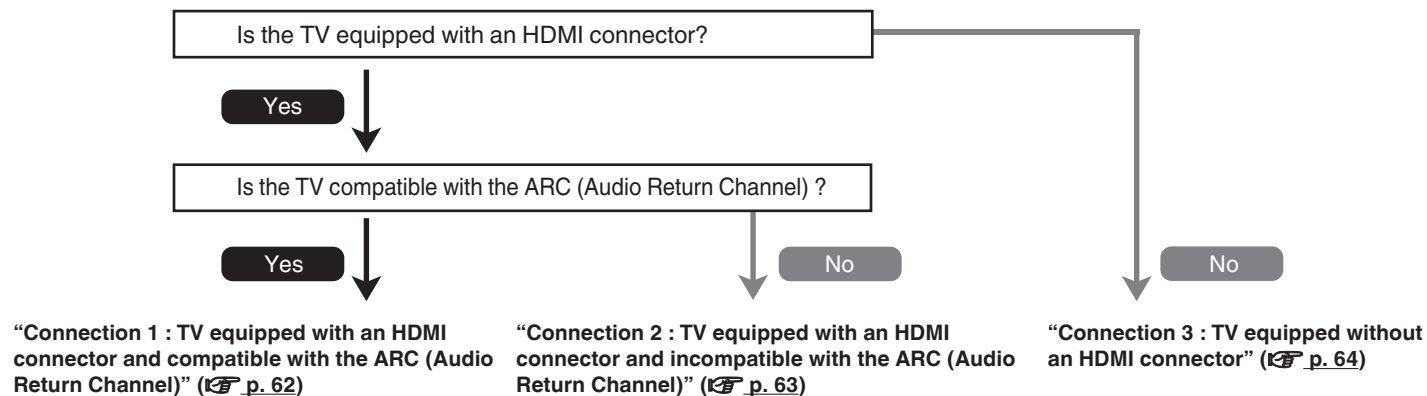 Is the TV equipped with an HDMI connector?
Yes
Is the TV compatible with the ARC (Audio Return Channel) ?
Yes
No
No
“Connection 1 : TV equipped with an HDMI
connector and compatible with the ARC (Audio
Return Channel)” (☞ p. 62)
“Connection 2 : TV equipped with an HDMI
connector and incompatible with the ARC (Audio
Return Channel)” (☞ p. 63)
“Connection 3 : TV equipped without
an HDMI connector” (☞ p. 64)